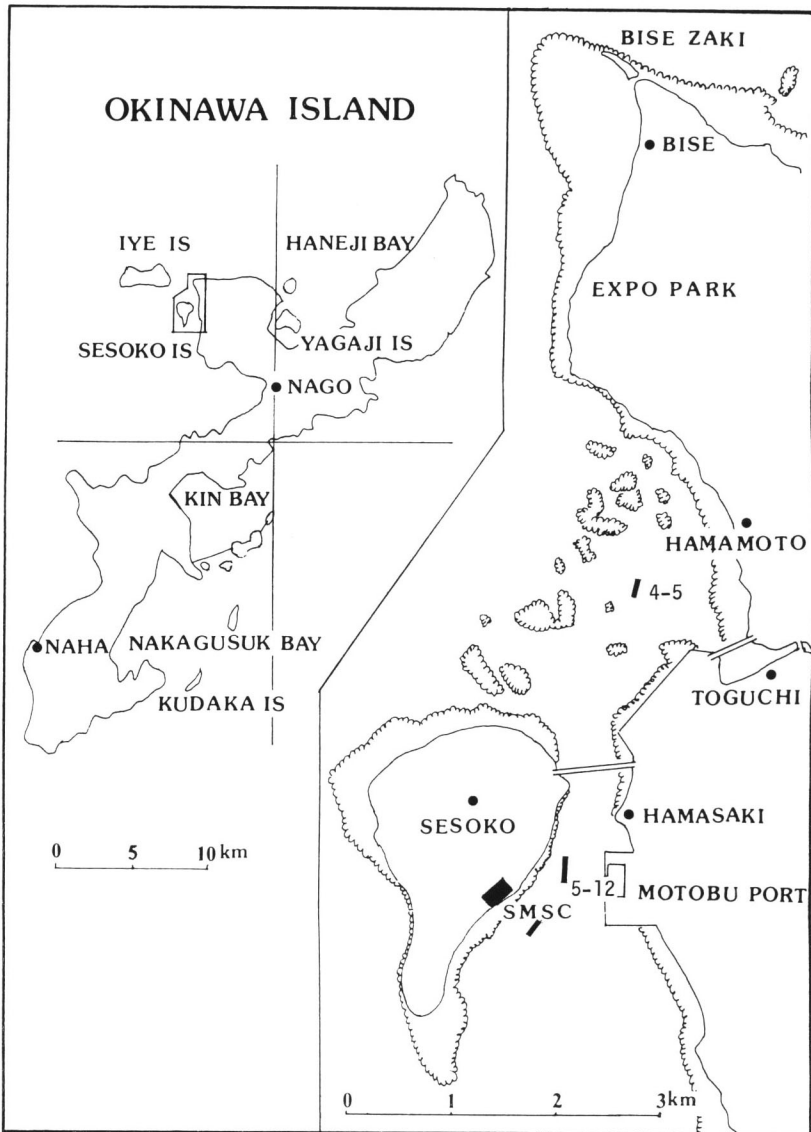 OKINAWA ISLAND
IYE IS
HANEJI BAY
SESOKO IS
YAGAJI IS
NAGO
KIN BAY
NAHA
NAKAGUSUK BAY
KUDAKA IS
0 5 10 km
BISE ZAKI
BISE
EXPO PARK
HAMAMOTO
4-5
TOGUCHI
SESOKO
HAMASAKI
5-12
MOTOBU PORT
SMSC
0 1 2 3km